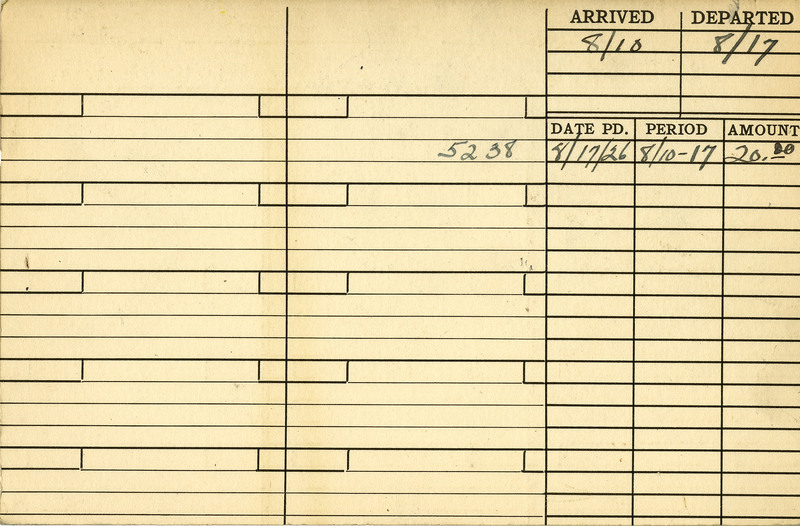 ARRIVED DEPARTED
8/10 8/17
DATE PD. PERIOD AMOUNT
5238 8/17/26 8/10-17 20.00